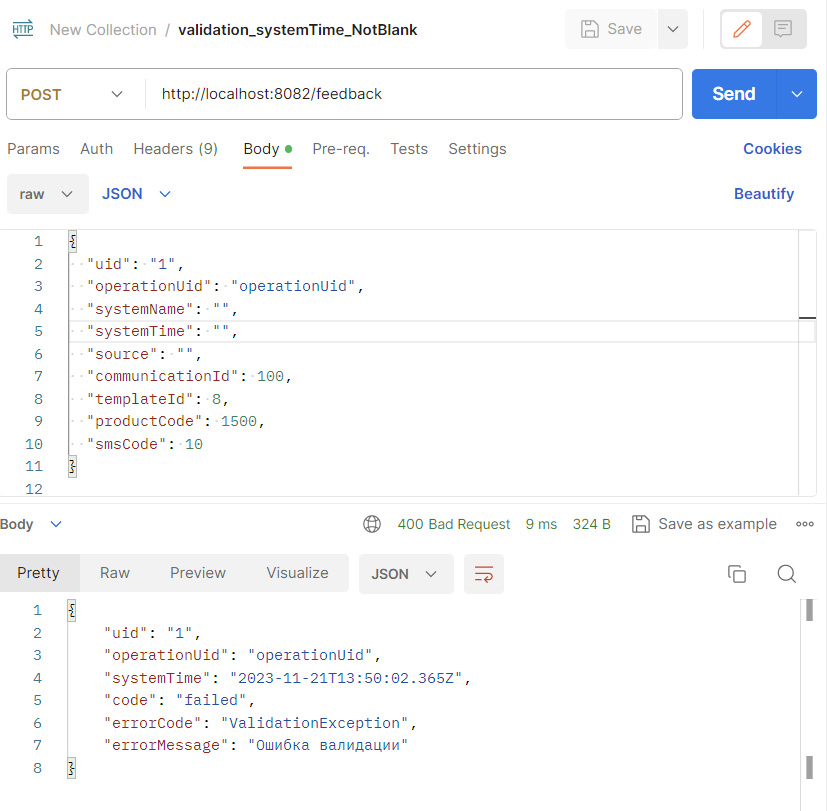 HTTP New Collection / validation_systemTime_NotBlank Save
POST http://localhost:8082/feedback Send
Params Auth Headers (9) Body Pre-req. Tests Settings Cookies
raw JSON Beautify
1 {
2 "uid": "1",
3 "operationUid": "operationUid",
4 "systemName": "",
5 "systemTime": "",
6 "source": "",
7 "communicationId": 100,
8 "templateId": 8,
9 "productCode": 1500,
10 "smsCode": 10
11 }
12
Body 400 Bad Request 9 ms 324 B Save as example
Pretty Raw Preview Visualize JSON
1 {
2 "uid": "1",
3 "operationUid": "operationUid",
4 "systemTime": "2023-11-21T13:50:02.365Z",
5 "code": "failed",
6 "errorCode": "ValidationException",
7 "errorMessage": "Ошибка валидации"
8 }